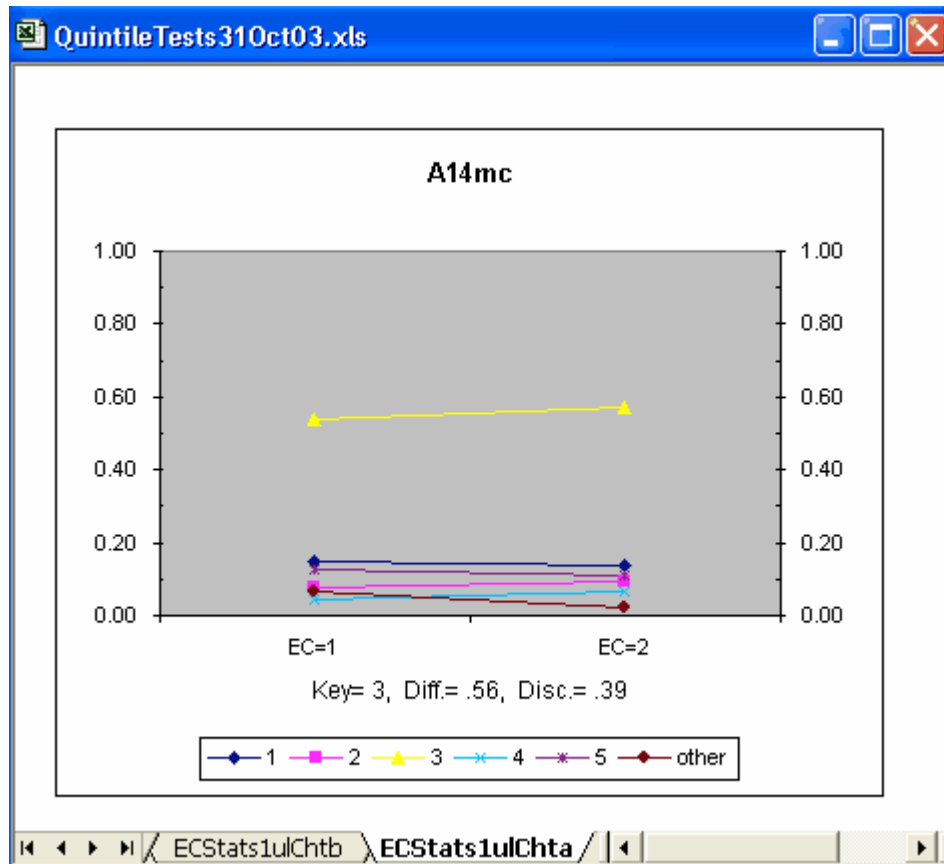 QuintileTests31Oct03.xls
A14mc
1.00 1.00
0.80 0.80
0.60 0.60
0.40 0.40
0.20 0.20
0.00 0.00
EC=1 EC=2
Key= 3, Diff.= .56, Disc.= .39
1 2 3 4 5 other
ECStats1ulChtb ECStats1ulChta